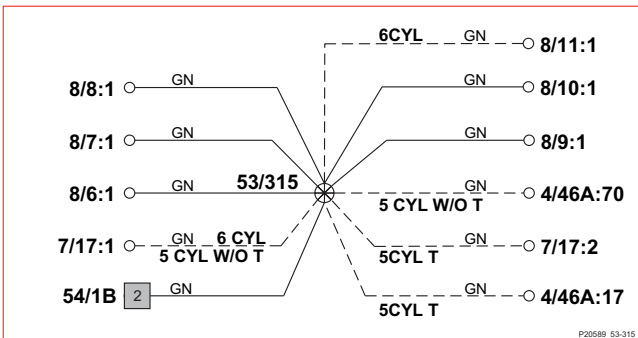 6CYL GN 8/11:1
8/8:1 GN GN 8/10:1
8/7:1 GN GN 8/9:1
8/6:1 GN 53/315 GN 4/46A:70
5 CYL W/O T
7/17:1 GN 6 CYL GN 7/17:2
5 CYL W/O T 5CYL T
54/1B 2 GN GN 4/46A:17
5CYL T
P20589_53-315